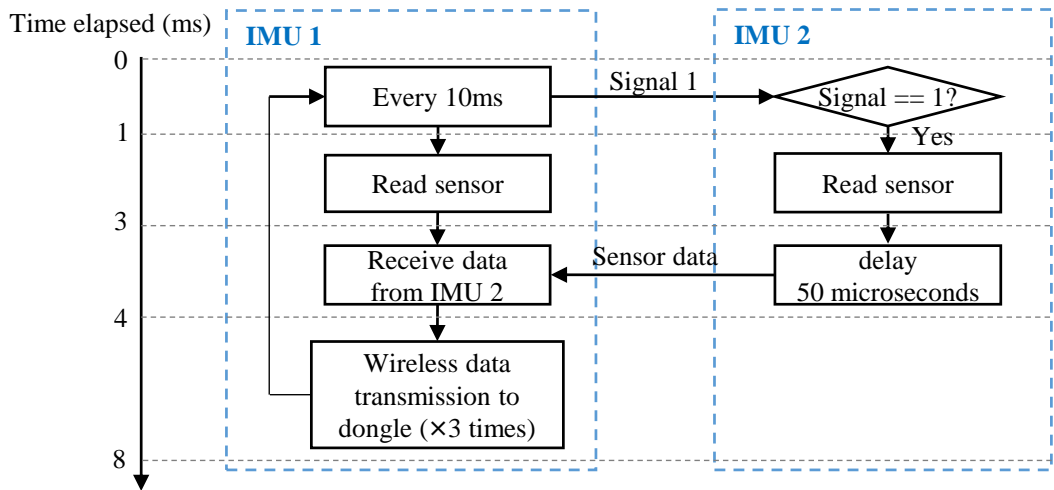 Time elapsed (ms)
IMU 1
IMU 2
0
Every 10ms
Signal 1
Signal == 1?
1
Yes
Read sensor
Read sensor
3
Receive data
from IMU 2
Sensor data
delay
50 microseconds
4
Wireless data
transmission to
dongle (×3 times)
8